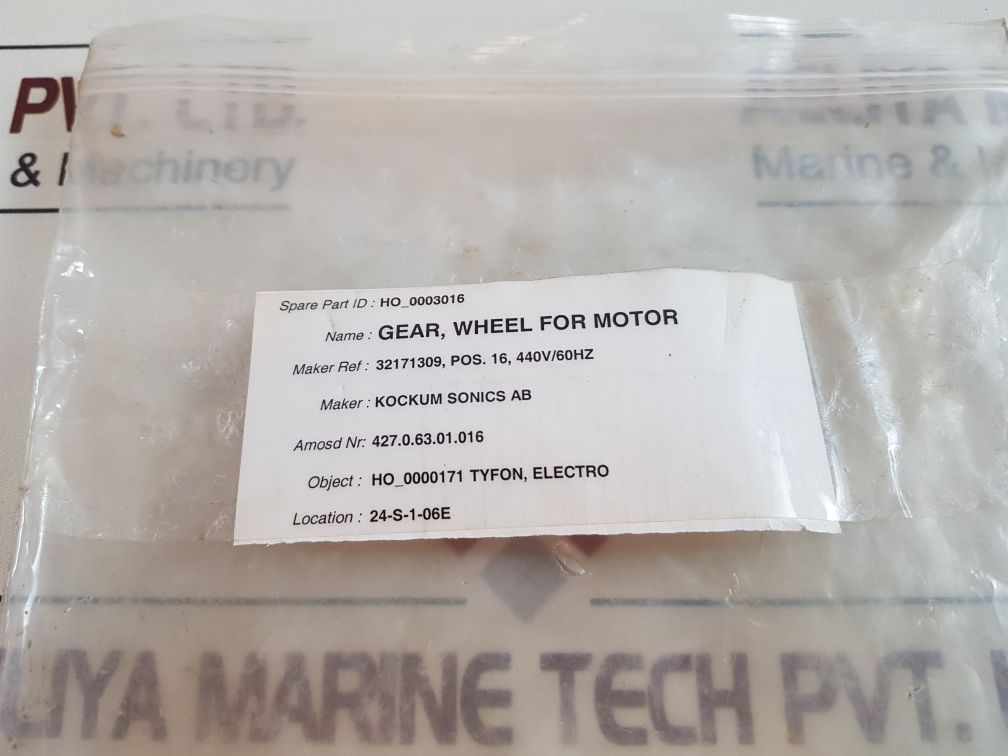 PVT. LTD.
& Machinery
Marine &
Spare Part ID : HO_0003016
Name : GEAR, WHEEL FOR MOTOR
Maker Ref : 32171309, POS. 16, 440V/60HZ
Maker : KOCKUM SONICS AB
Amosd Nr: 427.0.63.01.016
Object : HO_0000171 TYFON, ELECTRO
Location : 24-S-1-06E
LIYA MARINE TECH PVT.